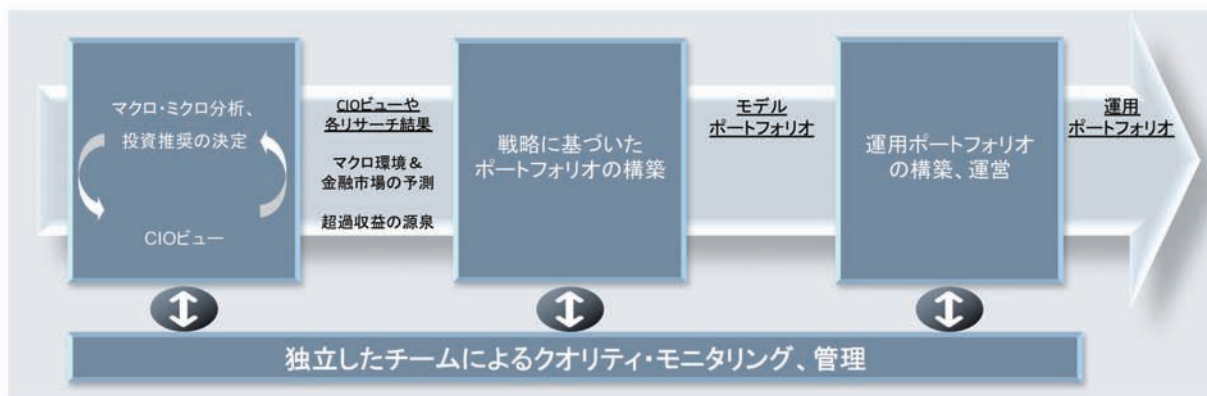 マクロ・ミクロ分析、
投資推奨の決定
CIOビュー
CIOビューや
各リサーチ結果
マクロ環境＆
金融市場の予測
超過収益の源泉
戦略に基づいた
ポートフォリオの構築
モデル
ポートフォリオ
運用ポートフォリオ
の構築、運営
運用
ポートフォリオ
独立したチームによるクオリティ・モニタリング、管理